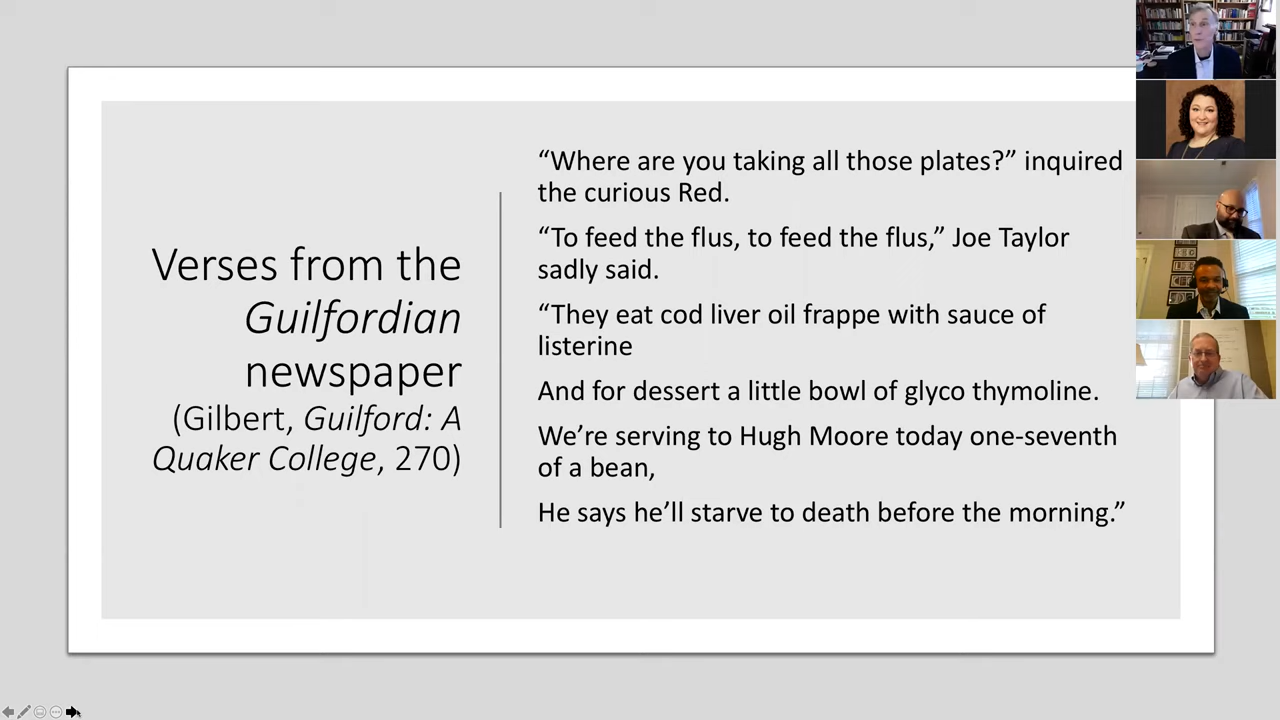 Verses from the
Guilfordian
newspaper
(Gilbert, Guilford: A
Quaker College, 270)
“Where are you taking all those plates?” inquired
the curious Red.
“To feed the flus, to feed the flus,” Joe Taylor
sadly said.
“They eat cod liver oil frappe with sauce of
listerine
And for dessert a little bowl of glyco thymoline.
We’re serving to Hugh Moore today one-seventh
of a bean,
He says he’ll starve to death before the morning.”